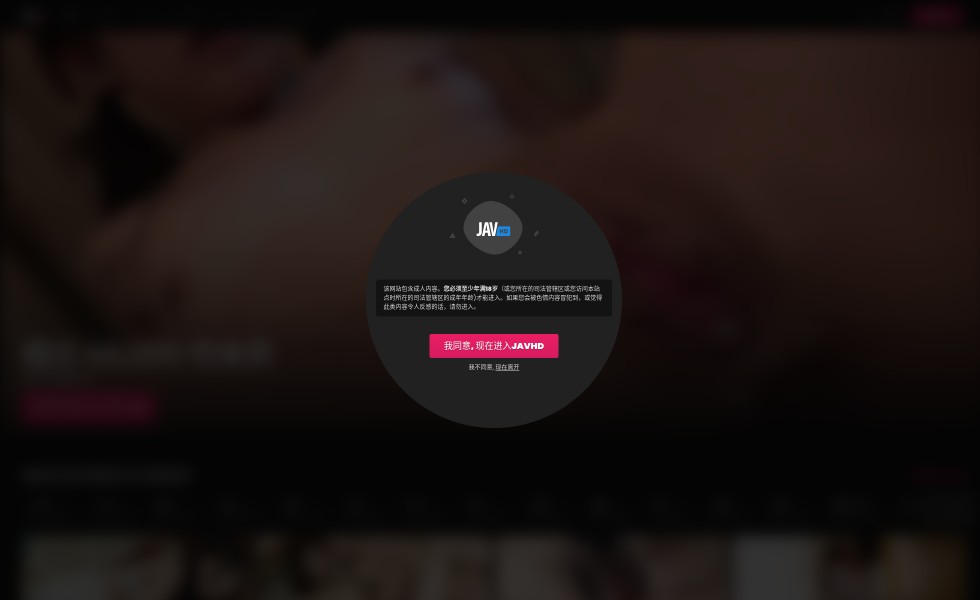 JAV HD
该网站包含成人内容。您必须至少年满18岁（或您所在的司法管辖区或您访问本站
点时所在的司法管辖区的成年年龄)才能进入。如果您会被色情内容冒犯到，或觉得
此类内容令人反感的话，请勿进入。
我同意, 现在进入JAVHD
我不同意, 现在离开